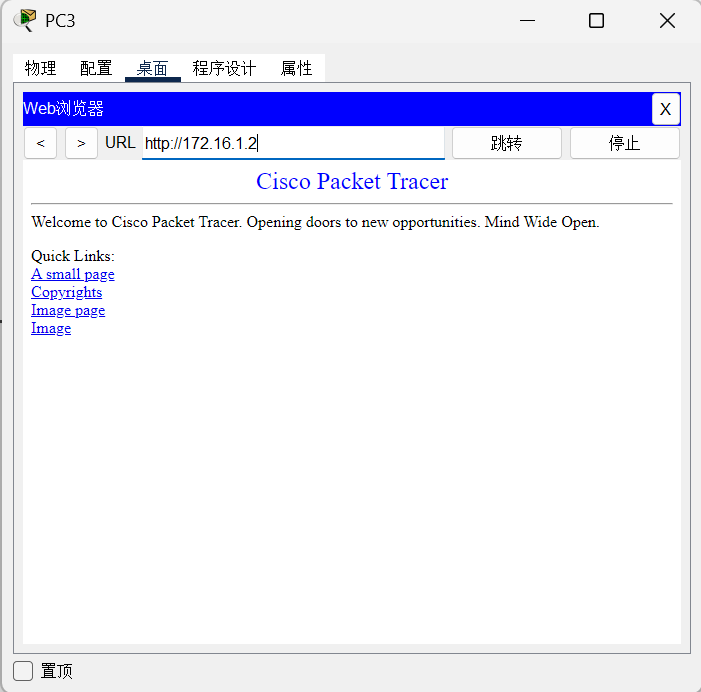 PC3
物理 配置 桌面 程序设计 属性
Web浏览器 X
< > URL http://172.16.1.2 跳转 停止
Cisco Packet Tracer
Welcome to Cisco Packet Tracer. Opening doors to new opportunities. Mind Wide Open.
Quick Links:
A small page
Copyrights
Image page
Image
置顶